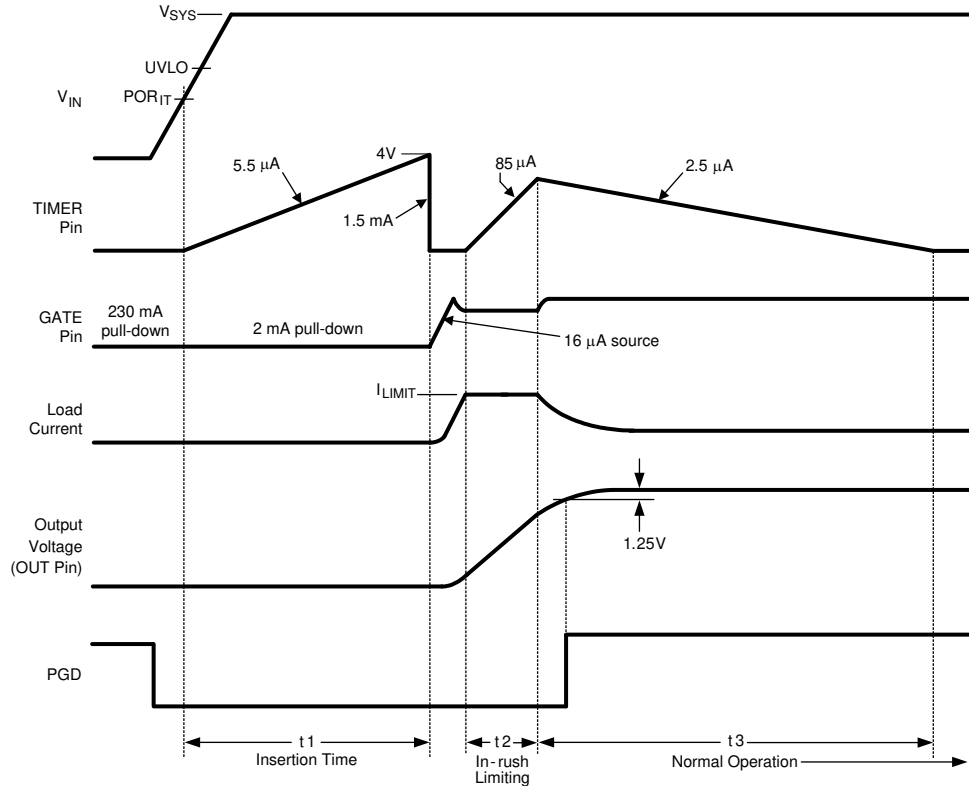 VSYS
UVLO
VIN
PORIT
5.5 μA
4V
85 μA
2.5 μA
TIMER
Pin
1.5 mA
GATE
Pin
230 mA
pull-down
2 mA pull-down
16 μA source
ILIMIT
Load
Current
Output
Voltage
(OUT Pin)
1.25V
PGD
t1
Insertion Time
t2
In-rush
Limiting
t3
Normal Operation